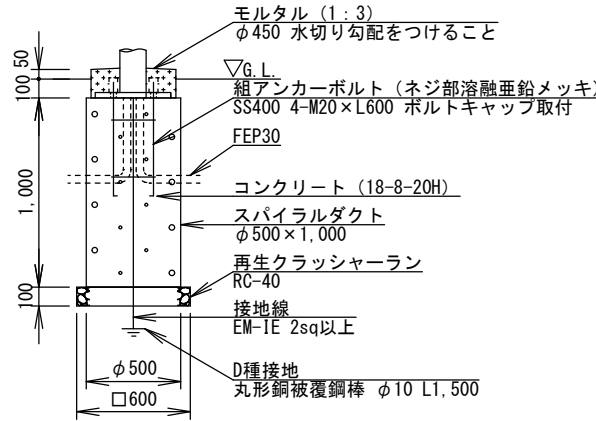 モルタル（1：3）
φ450 水切り勾配をつけること
50
▽G.L.
100
組アンカーボルト（ネジ部溶融亜鉛メッキ）
SS400 4-M20×L600 ボルトキャップ取付
FEP30
1,000
コンクリート（18-8-20H）
スパイラルダクト
φ500×1,000
再生クラッシャーラン
RC-40
100
接地線
EM-IE 2sq以上
D種接地
丸形銅被覆鋼棒 φ10 L1,500
φ500
□600